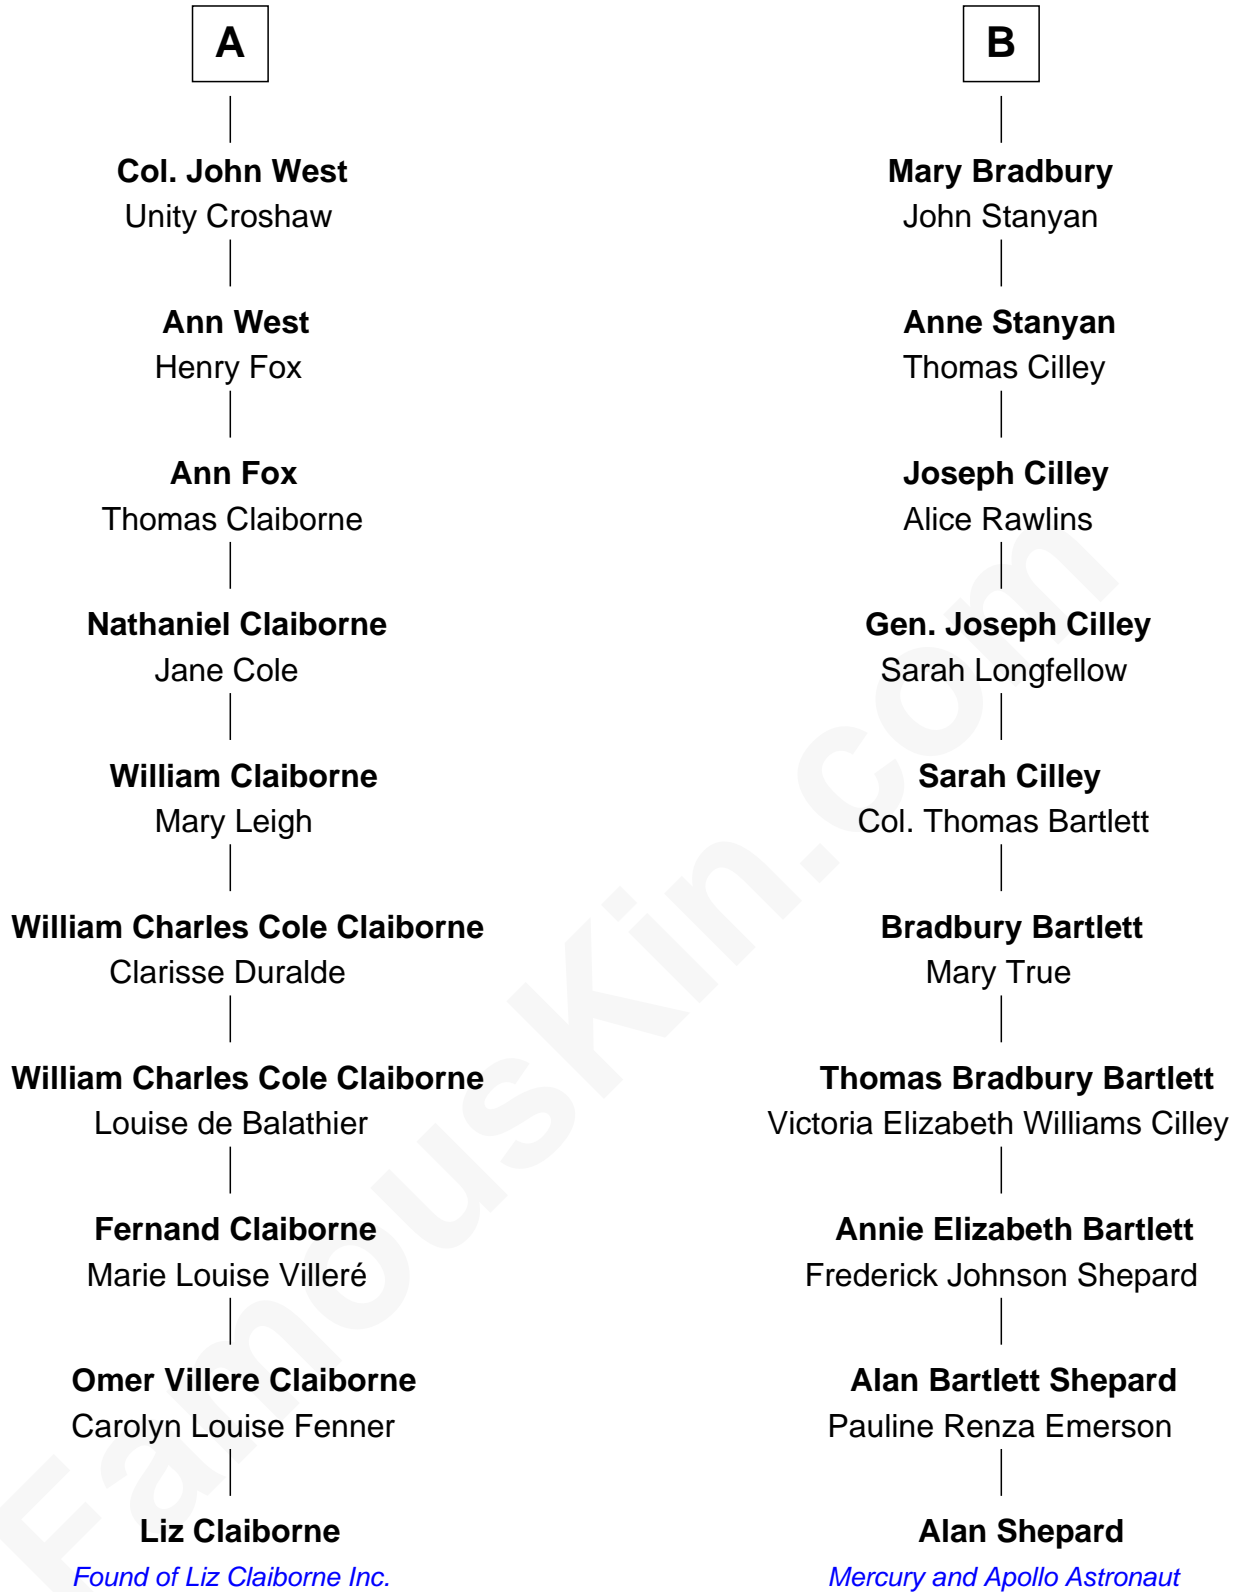 A
Col. John West
Unity Croshaw
Ann West
Henry Fox
Ann Fox
Thomas Claiborne
Nathaniel Claiborne
Jane Cole
William Claiborne
Mary Leigh
William Charles Cole Claiborne
Clarisse Duralde
William Charles Cole Claiborne
Louise de Balathier
Fernand Claiborne
Marie Louise Villeré
Omer Villere Claiborne
Carolyn Louise Fenner
Liz Claiborne
Found of Liz Claiborne Inc.
B
Mary Bradbury
John Stanyan
Anne Stanyan
Thomas Cilley
Joseph Cilley
Alice Rawlins
Gen. Joseph Cilley
Sarah Longfellow
Sarah Cilley
Col. Thomas Bartlett
Bradbury Bartlett
Mary True
Thomas Bradbury Bartlett
Victoria Elizabeth Williams Cilley
Annie Elizabeth Bartlett
Frederick Johnson Shepard
Alan Bartlett Shepard
Pauline Renza Emerson
Alan Shepard
Mercury and Apollo Astronaut
FamousKin.com